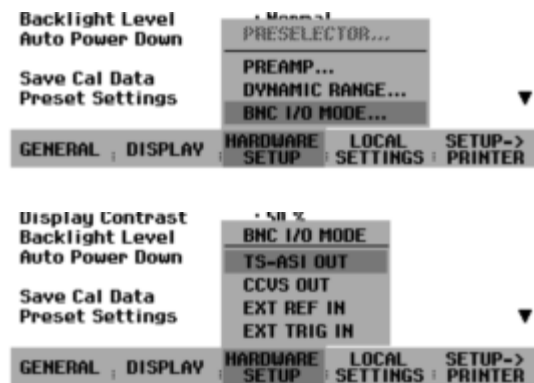 Backlight Level : Normal
Auto Power Down
PRESELECTOR...
PREAMP...
Save Cal Data
DYNAMIC RANGE...
Preset Settings
BNC I/O MODE...
GENERAL DISPLAY HARDWARE SETUP LOCAL SETTINGS SETUP-> PRINTER
Display Contrast : 50 %
Backlight Level
BNC I/O MODE
Auto Power Down
TS-ASI OUT
CCVS OUT
Save Cal Data
EXT REF IN
Preset Settings
EXT TRIG IN
GENERAL DISPLAY HARDWARE SETUP LOCAL SETTINGS SETUP-> PRINTER